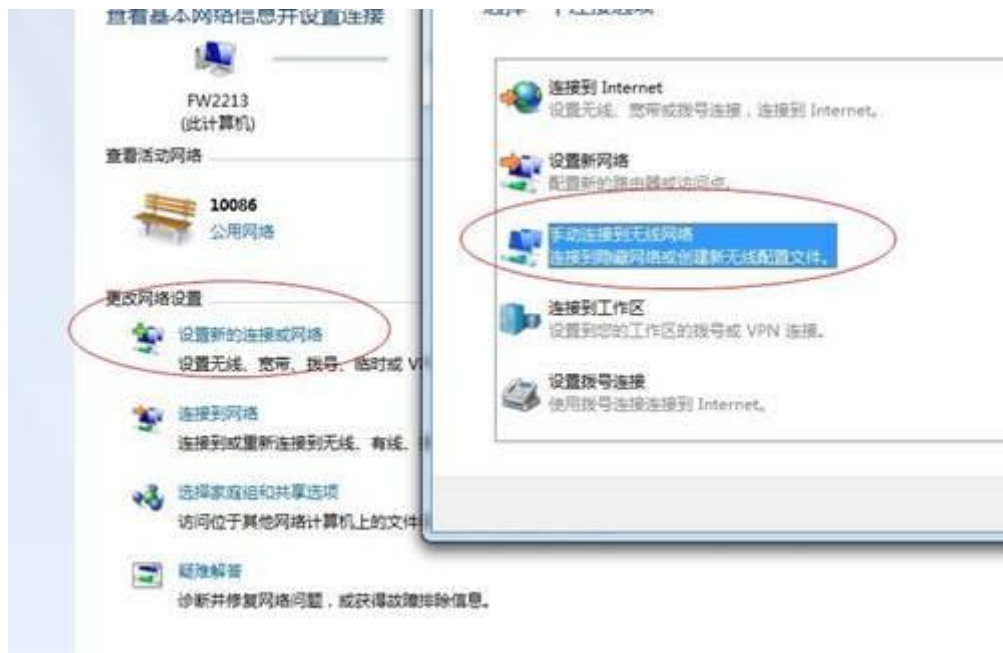 查看基本网络信息并设置连接
FW2213
(此计算机)
查看活动网络
10086
公用网络
更改网络设置
设置新的连接或网络
设置无线、宽带、拨号、临时或 V
连接到网络
连接到或重新连接到无线、有线、
选择家庭组和共享选项
访问位于其他网络计算机上的文件
疑难解答
诊断并修复网络问题，或获得故障排除信息。
选择一个连接选项
连接到 Internet
设置无线、宽带或拨号连接，连接到 Internet。
设置新网络
配置新的路由器或访问点。
手动连接到无线网络
连接到隐藏网络或创建新无线配置文件。
连接到工作区
设置到您的工作区的拨号或 VPN 连接。
设置拨号连接
使用拨号连接连接到 Internet。